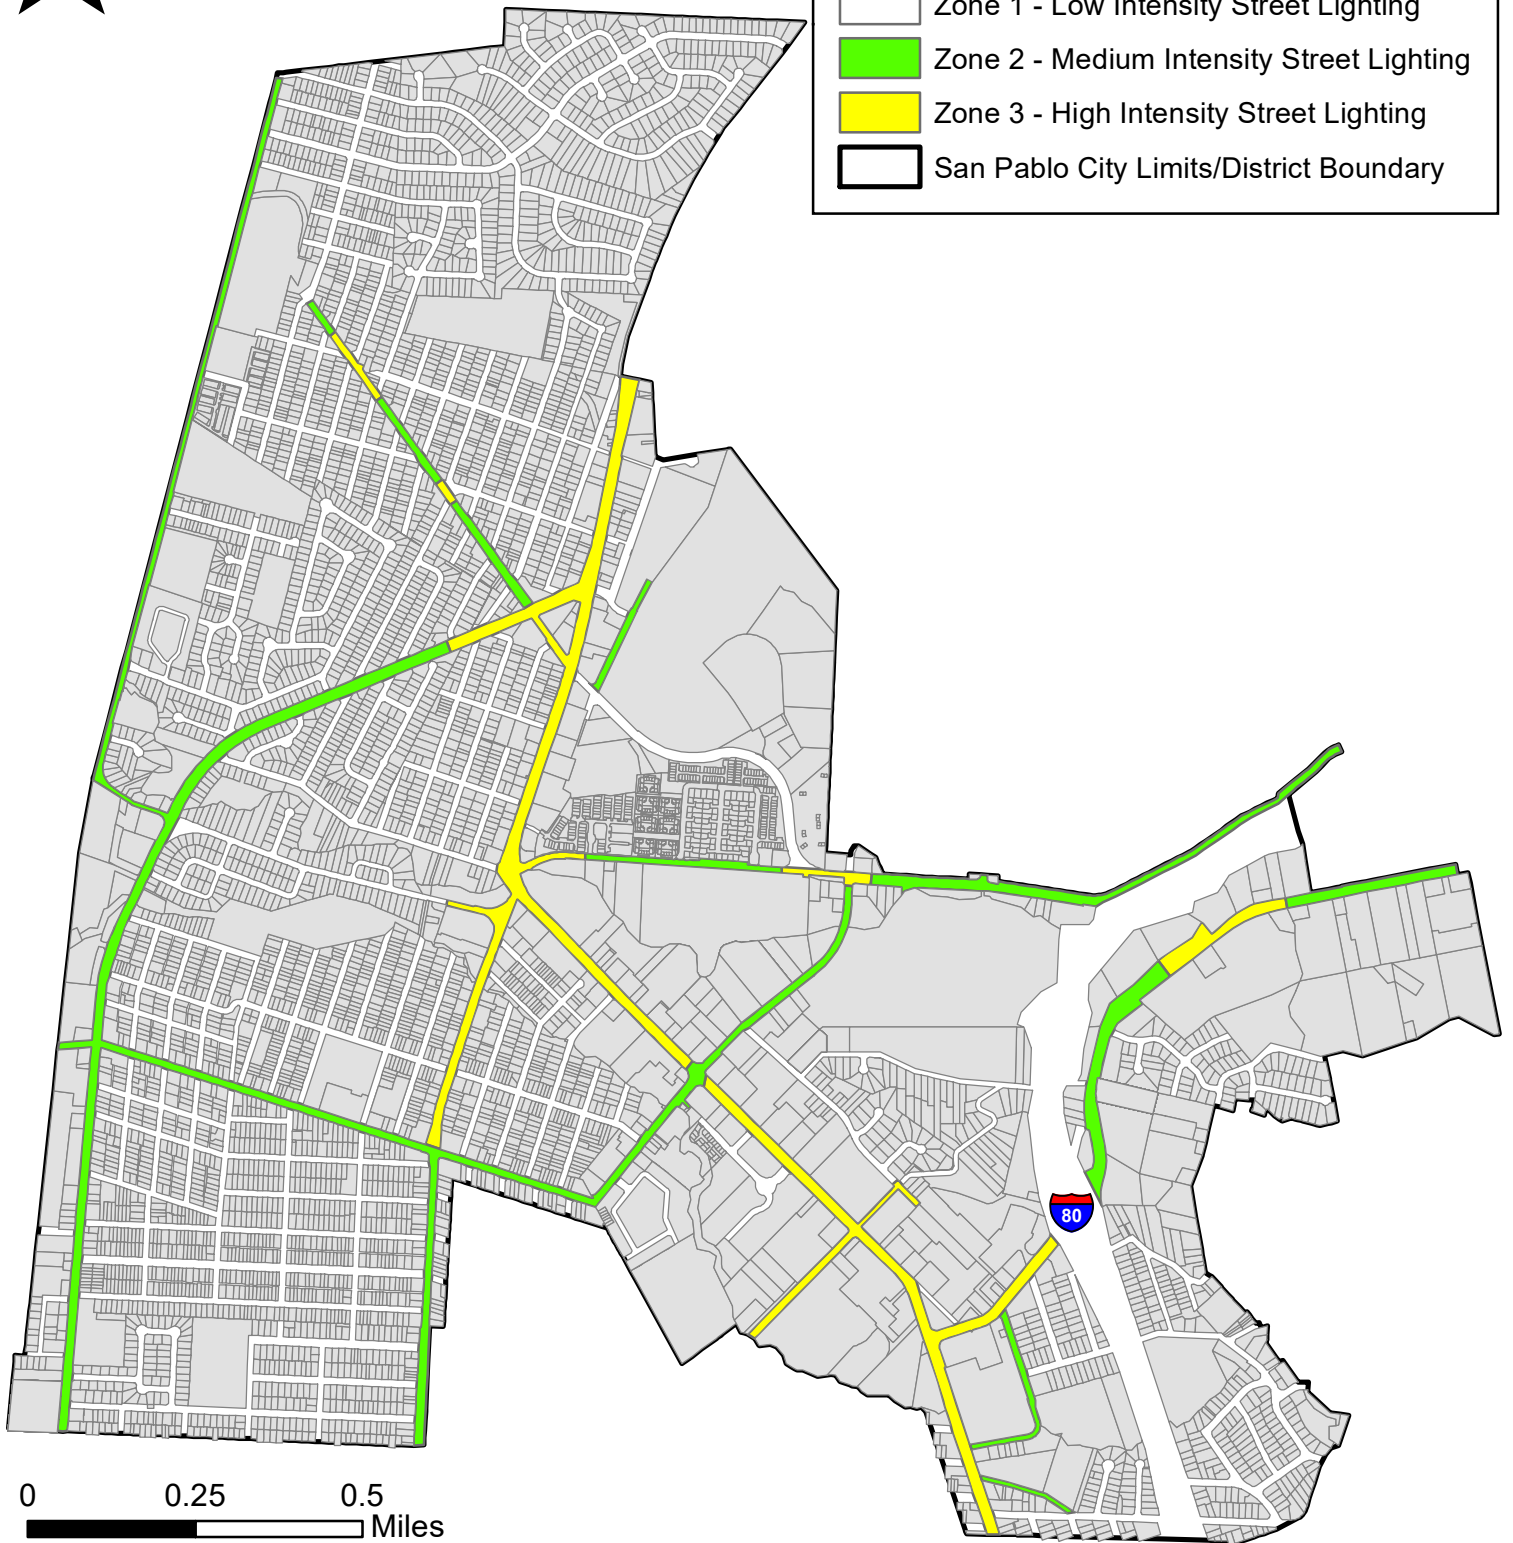 Zone 1 - Low Intensity Street Lighting
Zone 2 - Medium Intensity Street Lighting
Zone 3 - High Intensity Street Lighting
San Pablo City Limits/District Boundary
80
0 0.25 0.5
Miles